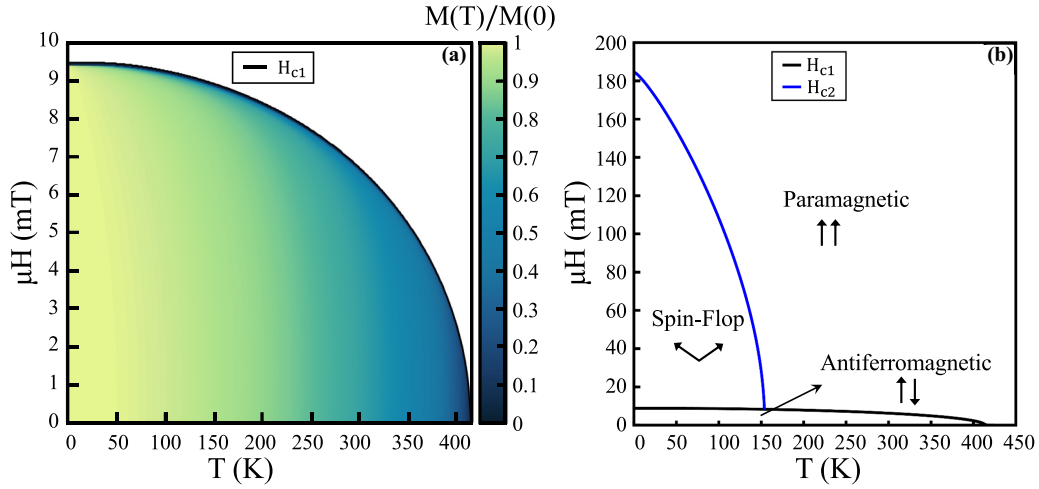 M(T)/M(0)
(a)
H_c1
10
9
8
7
6
5
4
3
2
1
0
μH (mT)
0 50 100 150 200 250 300 350 400
T (K)
1
0.9
0.8
0.7
0.6
0.5
0.4
0.3
0.2
0.1
0
(b)
H_c1
H_c2
200
180
160
140
120
100
80
60
40
20
0
μH (mT)
Paramagnetic
Spin-Flop
Antiferromagnetic
0 50 100 150 200 250 300 350 400 450
T (K)